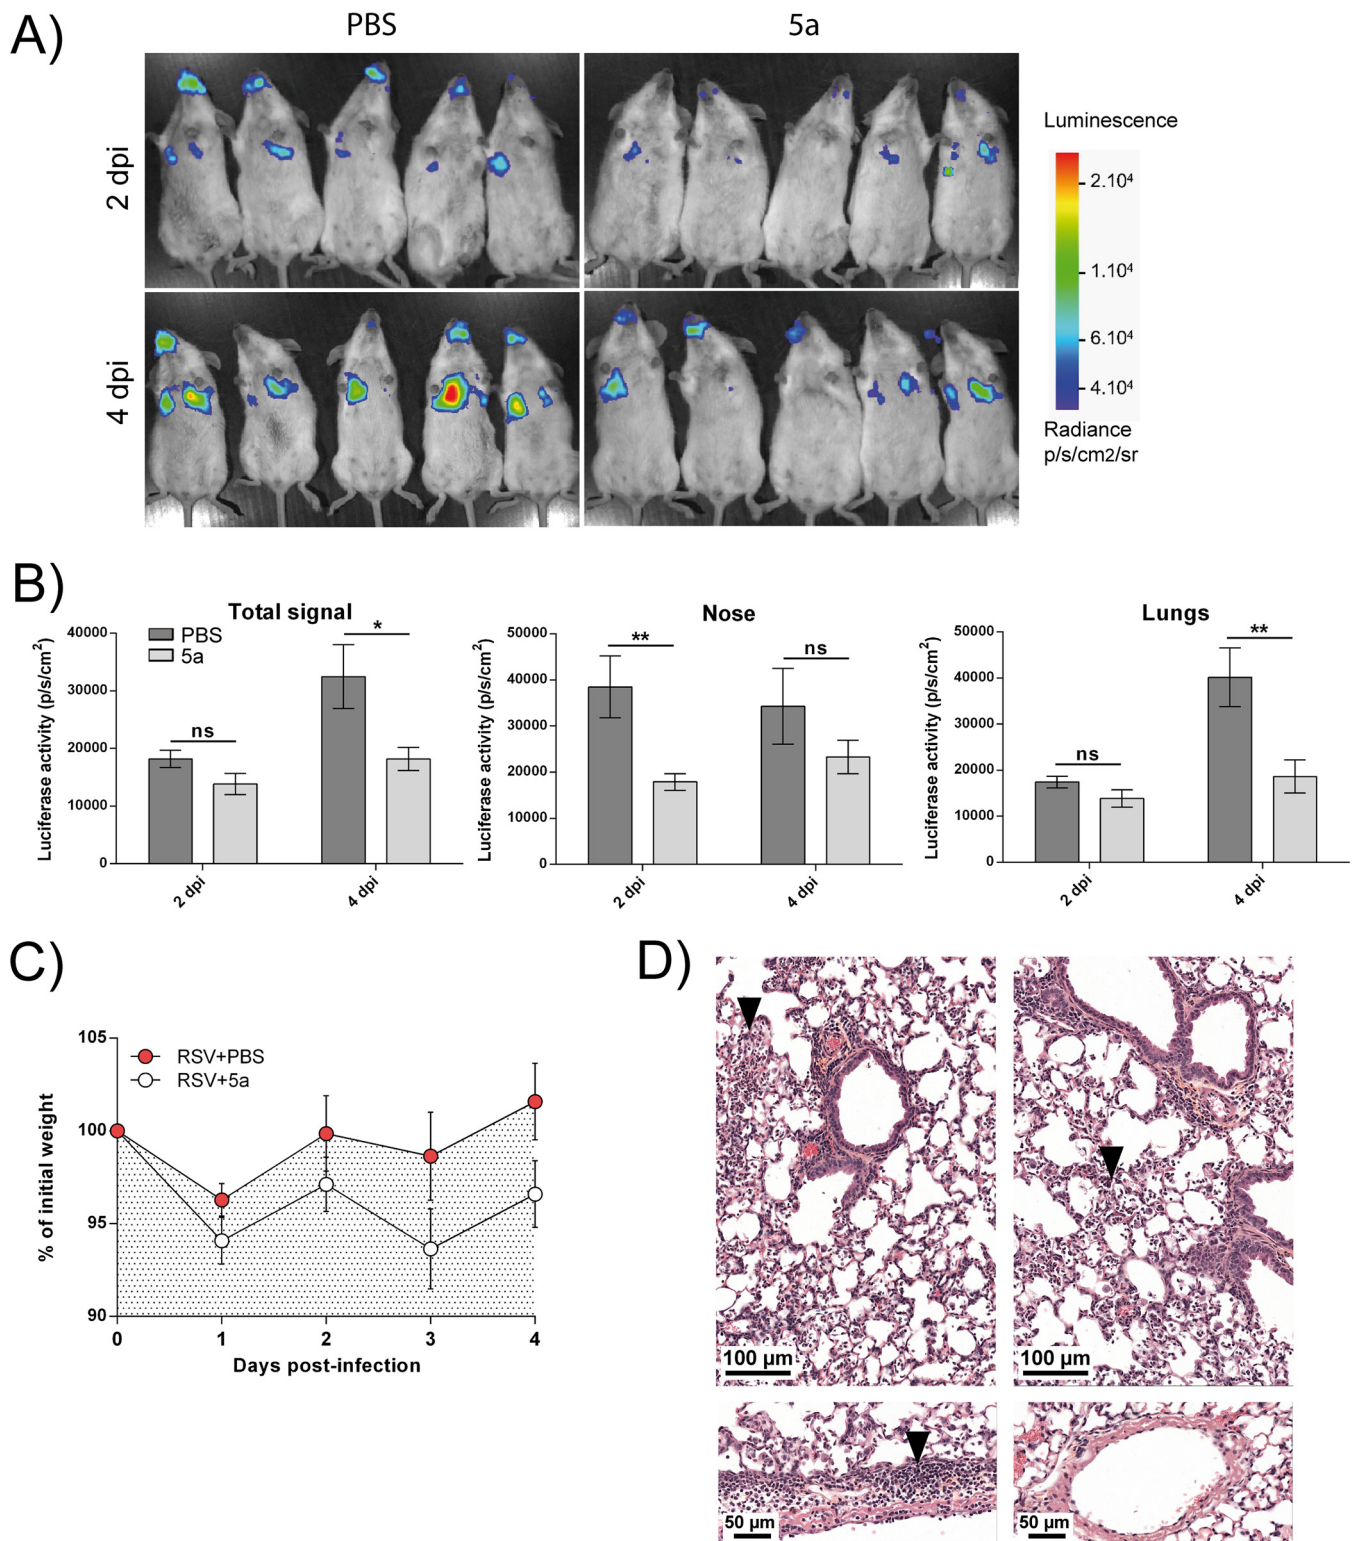 A)
PBS
5a
2 dpi
4 dpi
Luminescence
2.10⁴
1.10⁴
6.10⁴
4.10⁴
Radiance
p/s/cm2/sr
B)
Total signal
PBS
5a
Luciferase activity (p/s/cm²)
40000
30000
20000
10000
0
ns
*
2 dpi
4 dpi
Nose
Luciferase activity (p/s/cm²)
50000
40000
30000
20000
10000
0
**
ns
2 dpi
4 dpi
Lungs
Luciferase activity (p/s/cm²)
50000
40000
30000
20000
10000
0
ns
**
2 dpi
4 dpi
C)
RSV+PBS
RSV+5a
% of initial weight
105
100
95
90
0 1 2 3 4
Days post-infection
D)
100 µm
100 µm
50 µm
50 µm